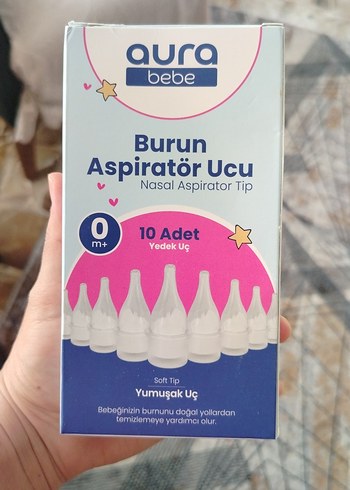 aura
bebe
Burun
Aspiratör Ucu
Nasal Aspirator Tip
0
m+
10 Adet
Yedek Uç
Soft Tip
Yumuşak Uç
Bebeğinizin burnunu doğal yollardan
temizlemeye yardımcı olur.